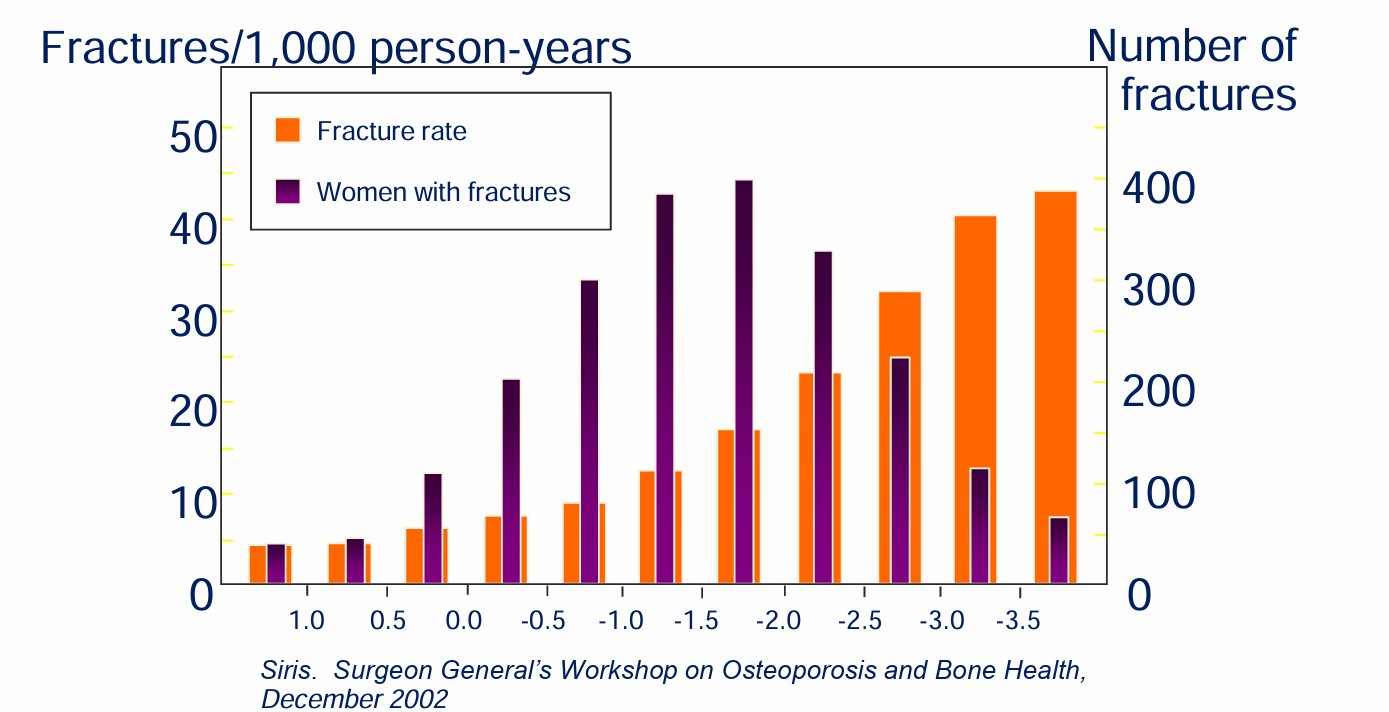 Fractures/1,000 person-years
Number of
fractures
Fracture rate
Women with fractures
50
40
30
20
10
0
400
300
200
100
0
1.0 0.5 0.0 -0.5 -1.0 -1.5 -2.0 -2.5 -3.0 -3.5
Siris. Surgeon General's Workshop on Osteoporosis and Bone Health,
December 2002